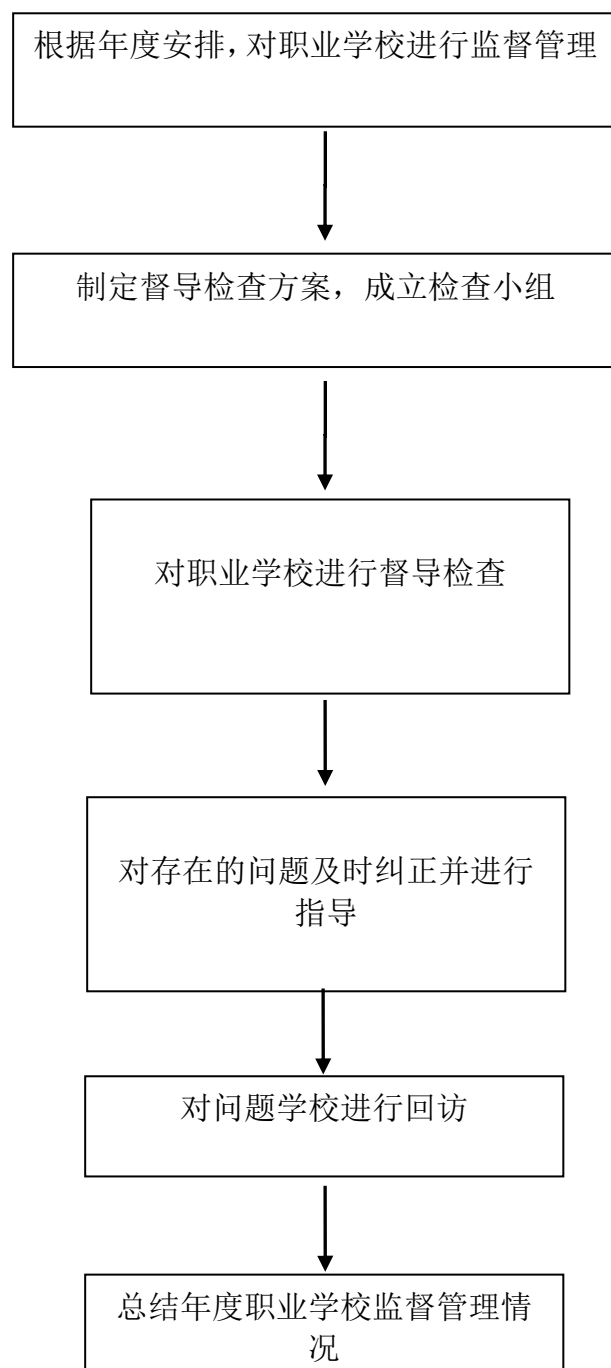 根据年度安排，对职业学校进行监督管理
制定督导检查方案，成立检查小组
对职业学校进行督导检查
对存在的问题及时纠正并进行
指导
对问题学校进行回访
总结年度职业学校监督管理情
况